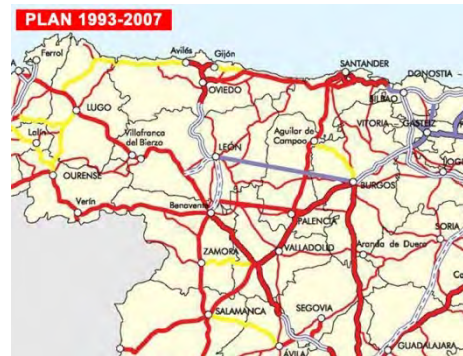 PLAN 1993-2007
Ferrol
Avilés
Gijón
SANTANDER
DONOSTIA
OVIEDO
BILBAO
LUGO
VITORIA
GASTEIZ
Lalín
Villafranca
del Bierzo
LEÓN
Aguilar de
Campoo
OURENSE
BURGOS
Verín
Benavente
PALENCIA
SORIA
ZAMORA
VALLADOLID
Aranda de Duero
SALAMANCA
SEGOVIA
ÁVILA
GUADALAJARA